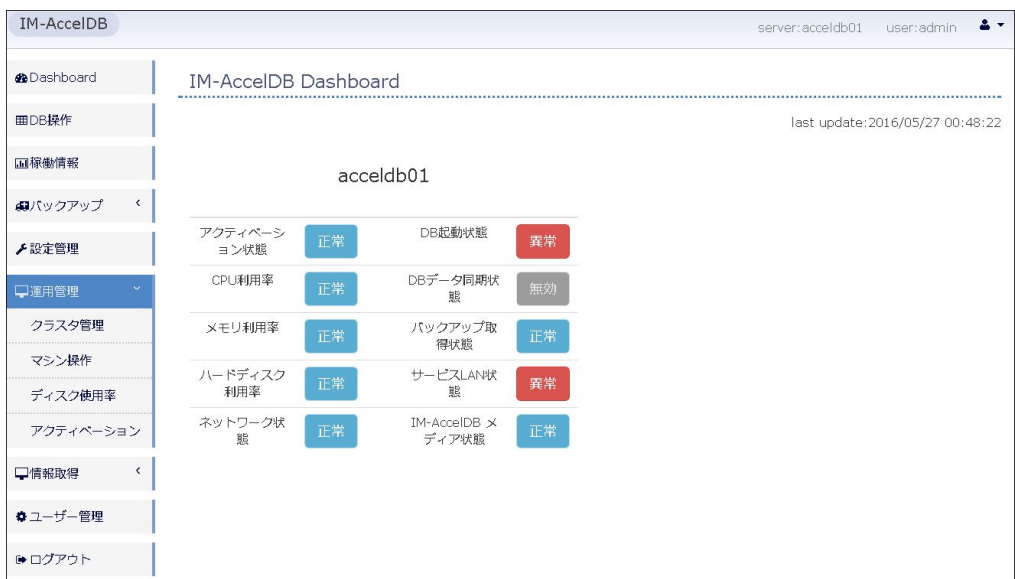 IM-AccelDB
server:acceldb01 user:admin
Dashboard
DB操作
稼働情報
バックアップ
設定管理
運用管理
クラスタ管理
マシン操作
ディスク使用率
アクティベーション
情報取得
ユーザー管理
ログアウト
IM-AccelDB Dashboard
last update:2016/05/27 00:48:22
acceldb01
アクティベーシ
ョン状態
正常
DB起動状態
異常
CPU利用率
正常
DBデータ同期状
態
無効
メモリ利用率
正常
バックアップ取
得状態
正常
ハードディスク
利用率
正常
サービスLAN状
態
異常
ネットワーク状
態
正常
IM-AccelDB メ
ディア状態
正常